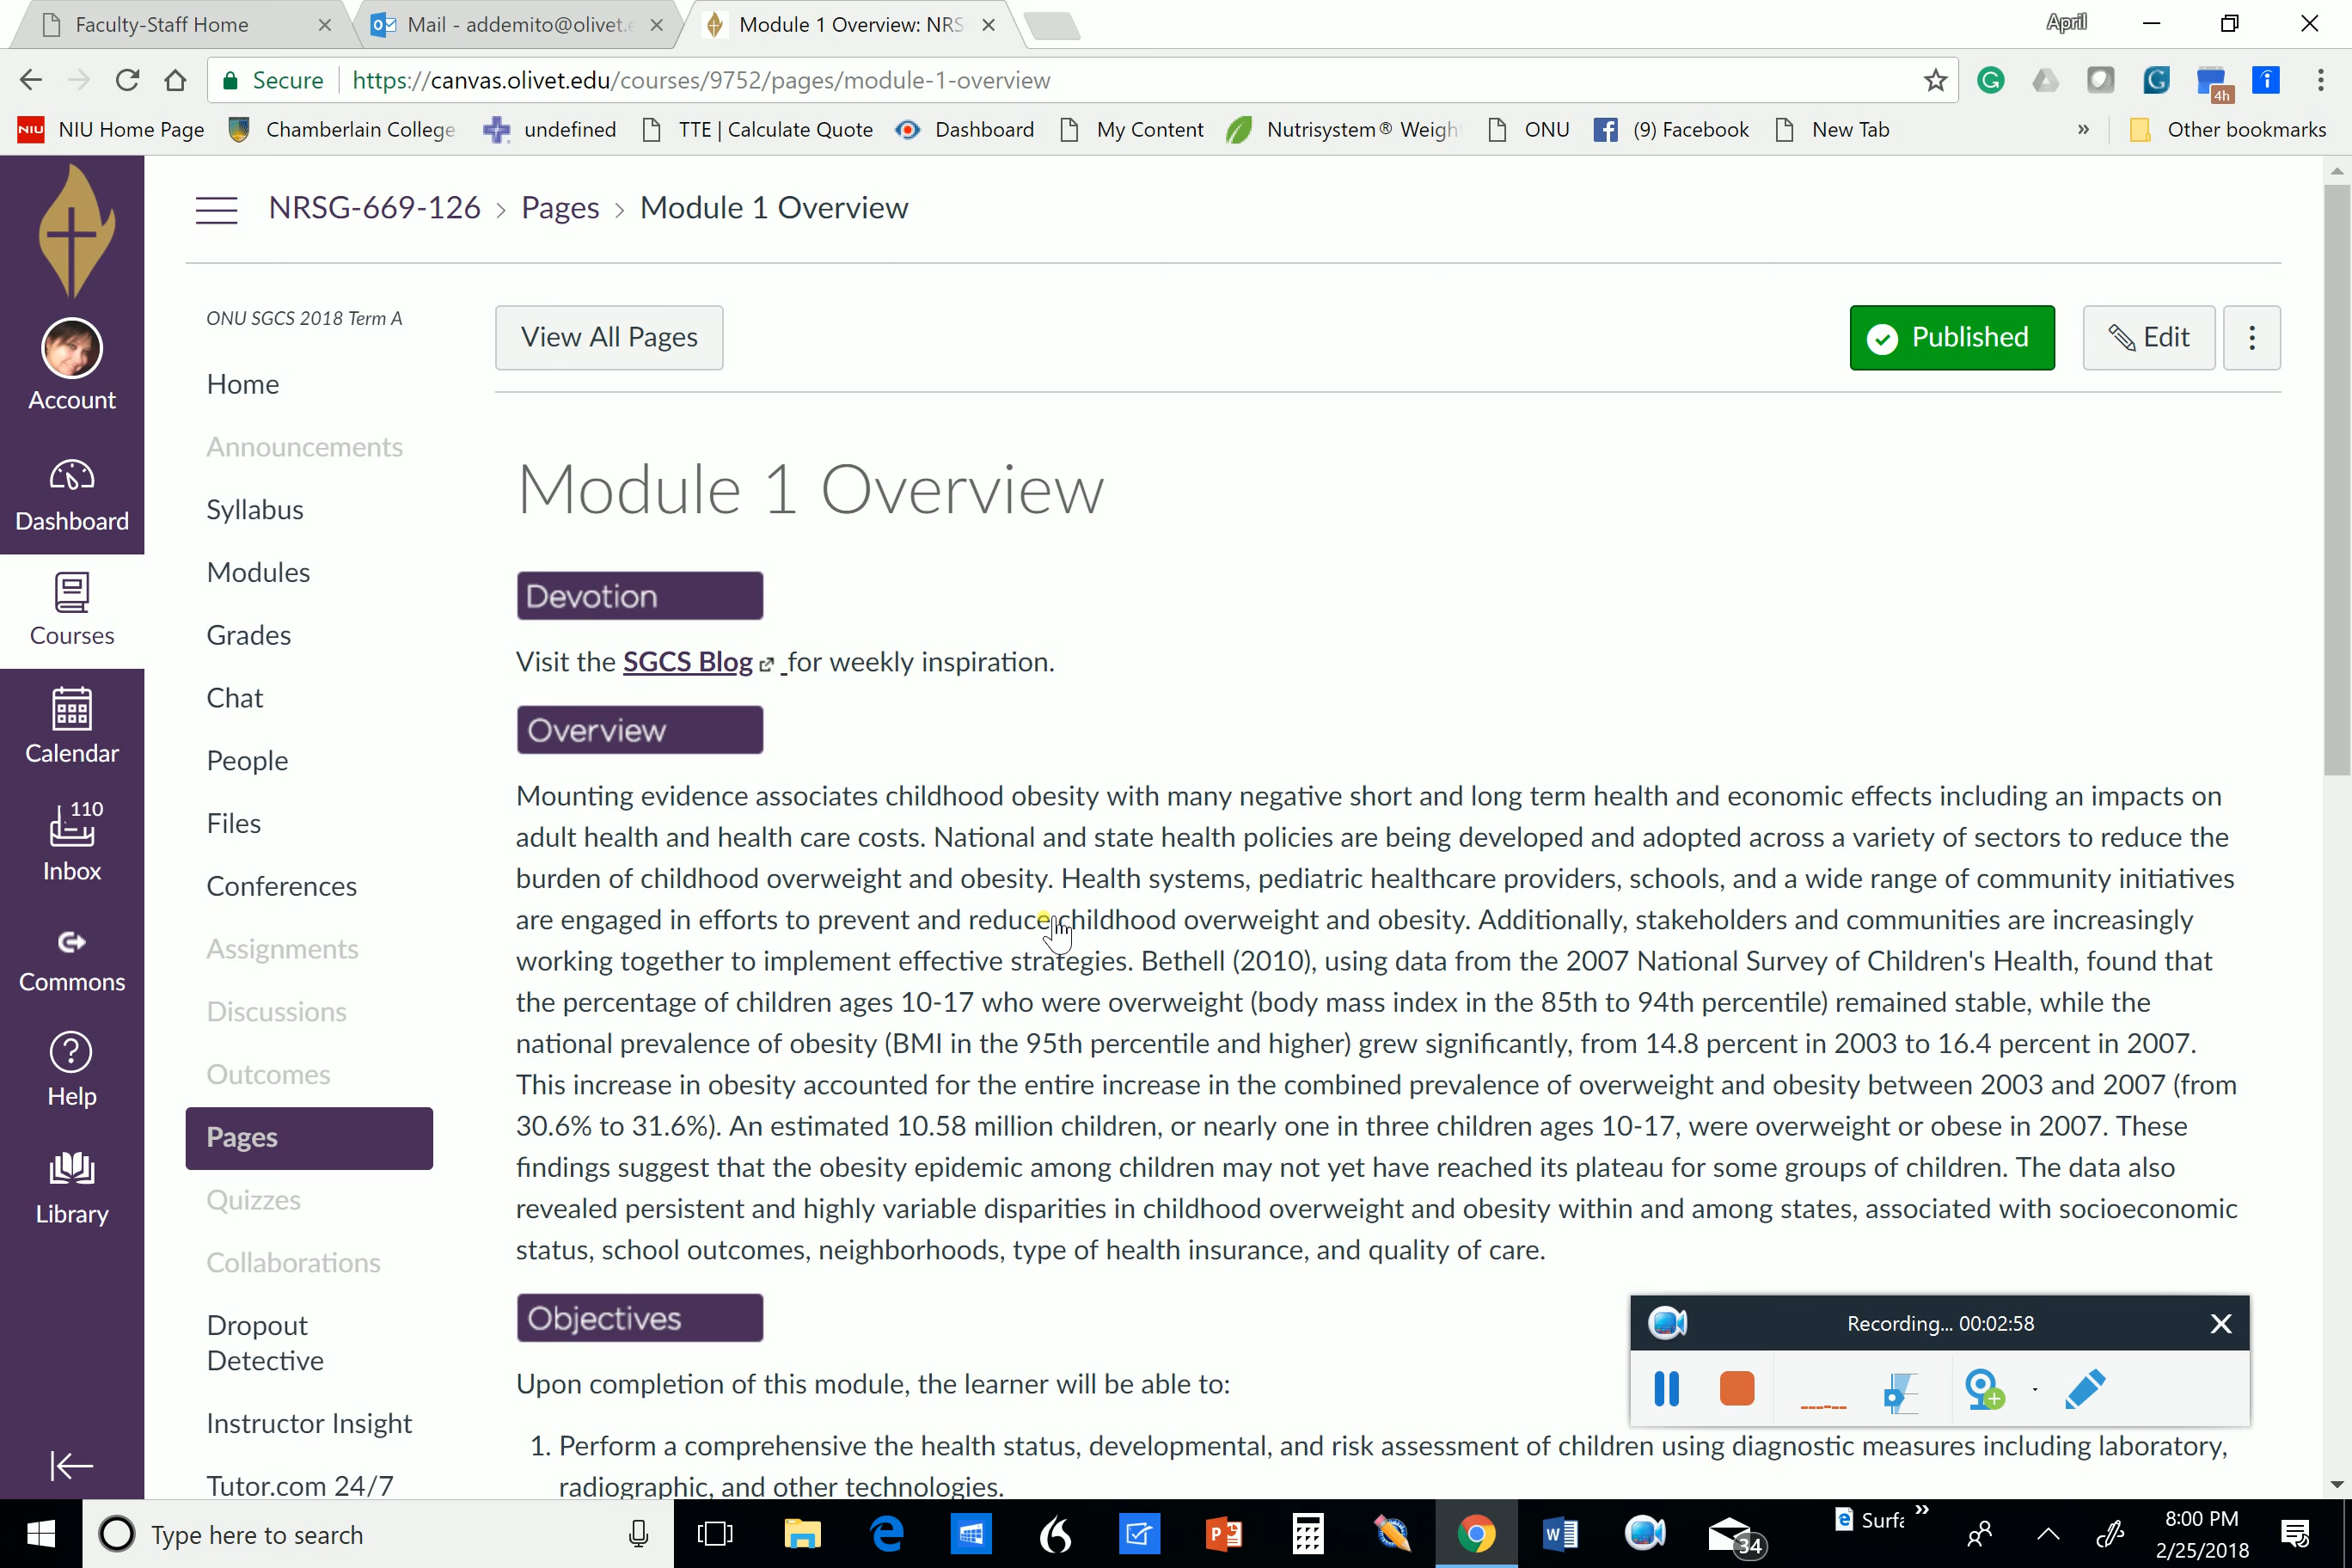 Faculty-Staff Home
Mail - addemito@olivet.e
Module 1 Overview: NRS
April
Secure
https://canvas.olivet.edu/courses/9752/pages/module-1-overview
4h
NIU
NIU Home Page
Chamberlain College
undefined
TTE | Calculate Quote
Dashboard
My Content
Nutrisystem® Weigh
ONU
(9) Facebook
New Tab
»
Other bookmarks
NRSG-669-126 › Pages › Module 1 Overview
Account
Dashboard
Courses
Calendar
110
Inbox
Commons
Help
Library
ONU SGCS 2018 Term A
Home
Announcements
Syllabus
Modules
Grades
Chat
People
Files
Conferences
Assignments
Discussions
Outcomes
Pages
Quizzes
Collaborations
Dropout
Detective
Instructor Insight
Tutor.com 24/7
View All Pages
Published
Edit
Module 1 Overview
Devotion
Visit the SGCS Blog for weekly inspiration.
Overview
Mounting evidence associates childhood obesity with many negative short and long term health and economic effects including an impacts on
adult health and health care costs. National and state health policies are being developed and adopted across a variety of sectors to reduce the
burden of childhood overweight and obesity. Health systems, pediatric healthcare providers, schools, and a wide range of community initiatives
are engaged in efforts to prevent and reduce childhood overweight and obesity. Additionally, stakeholders and communities are increasingly
working together to implement effective strategies. Bethell (2010), using data from the 2007 National Survey of Children's Health, found that
the percentage of children ages 10-17 who were overweight (body mass index in the 85th to 94th percentile) remained stable, while the
national prevalence of obesity (BMI in the 95th percentile and higher) grew significantly, from 14.8 percent in 2003 to 16.4 percent in 2007.
This increase in obesity accounted for the entire increase in the combined prevalence of overweight and obesity between 2003 and 2007 (from
30.6% to 31.6%). An estimated 10.58 million children, or nearly one in three children ages 10-17, were overweight or obese in 2007. These
findings suggest that the obesity epidemic among children may not yet have reached its plateau for some groups of children. The data also
revealed persistent and highly variable disparities in childhood overweight and obesity within and among states, associated with socioeconomic
status, school outcomes, neighborhoods, type of health insurance, and quality of care.
Objectives
Upon completion of this module, the learner will be able to:
1. Perform a comprehensive the health status, developmental, and risk assessment of children using diagnostic measures including laboratory,
radiographic, and other technologies.
Recording... 00:02:58
Type here to search
34
Surfa
»
8:00 PM
2/25/2018